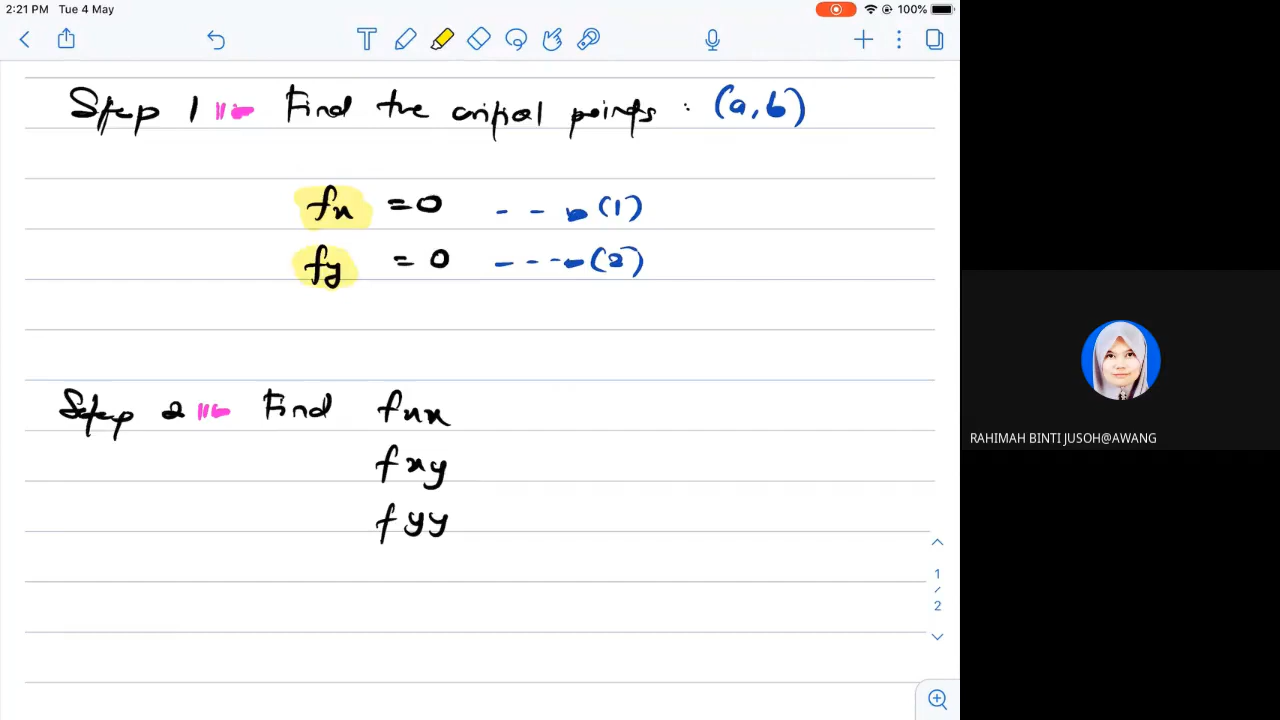 2:21 PM Tue 4 May
100%
Step 1 Find the critical points : (a,b)
fx = 0 - - → (1)
fy = 0 - - - → (2)
Step 2 Find fxx
fxy
fyy
1
/
2
RAHIMAH BINTI JUSOH@AWANG